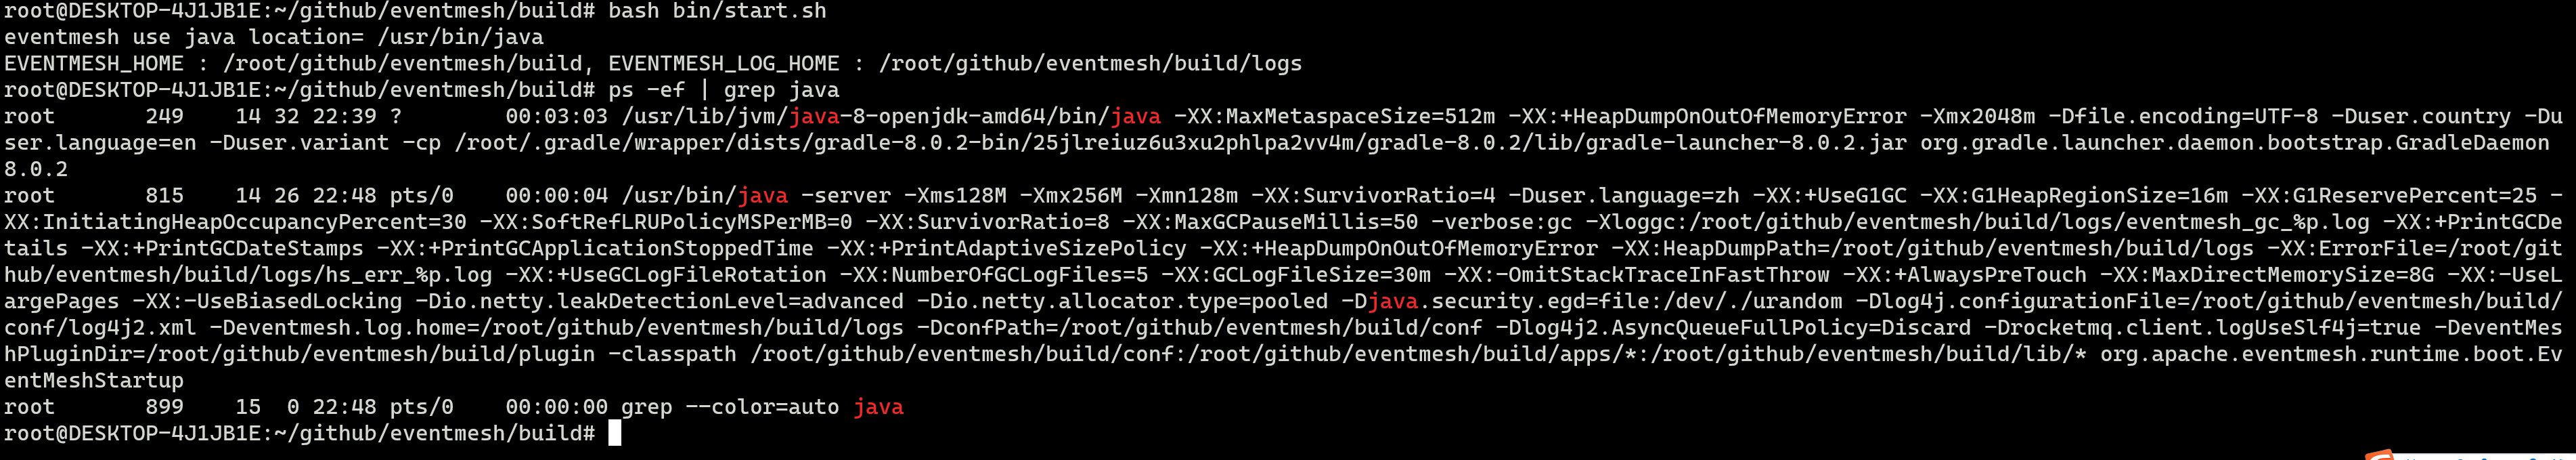 root@DESKTOP-4J1JB1E:~/github/eventmesh/build# bash bin/start.sh
eventmesh use java location= /usr/bin/java
EVENTMESH_HOME : /root/github/eventmesh/build, EVENTMESH_LOG_HOME : /root/github/eventmesh/build/logs
root@DESKTOP-4J1JB1E:~/github/eventmesh/build# ps -ef | grep java
root       249    14 32 22:39 ?        00:03:03 /usr/lib/jvm/java-8-openjdk-amd64/bin/java -XX:MaxMetaspaceSize=512m -XX:+HeapDumpOnOutOfMemoryError -Xmx2048m -Dfile.encoding=UTF-8 -Duser.country -Du
ser.language=en -Duser.variant -cp /root/.gradle/wrapper/dists/gradle-8.0.2-bin/25jlreiuz6u3xu2phlpa2vv4m/gradle-8.0.2/lib/gradle-launcher-8.0.2.jar org.gradle.launcher.daemon.bootstrap.GradleDaemon
8.0.2
root       815    14 26 22:48 pts/0    00:00:04 /usr/bin/java -server -Xms128M -Xmx256M -Xmn128m -XX:SurvivorRatio=4 -Duser.language=zh -XX:+UseG1GC -XX:G1HeapRegionSize=16m -XX:G1ReservePercent=25 -
XX:InitiatingHeapOccupancyPercent=30 -XX:SoftRefLRUPolicyMSPerMB=0 -XX:SurvivorRatio=8 -XX:MaxGCPauseMillis=50 -verbose:gc -Xloggc:/root/github/eventmesh/build/logs/eventmesh_gc_%p.log -XX:+PrintGCDe
tails -XX:+PrintGCDateStamps -XX:+PrintGCApplicationStoppedTime -XX:+PrintAdaptiveSizePolicy -XX:+HeapDumpOnOutOfMemoryError -XX:HeapDumpPath=/root/github/eventmesh/build/logs -XX:ErrorFile=/root/git
hub/eventmesh/build/logs/hs_err_%p.log -XX:+UseGCLogFileRotation -XX:NumberOfGCLogFiles=5 -XX:GCLogFileSize=30m -XX:-OmitStackTraceInFastThrow -XX:+AlwaysPreTouch -XX:MaxDirectMemorySize=8G -XX:-UseL
argePages -XX:-UseBiasedLocking -Dio.netty.leakDetectionLevel=advanced -Dio.netty.allocator.type=pooled -Djava.security.egd=file:/dev/./urandom -Dlog4j.configurationFile=/root/github/eventmesh/build/
conf/log4j2.xml -Deventmesh.log.home=/root/github/eventmesh/build/logs -DconfPath=/root/github/eventmesh/build/conf -Dlog4j2.AsyncQueueFullPolicy=Discard -Drocketmq.client.logUseSlf4j=true -DeventMes
hPluginDir=/root/github/eventmesh/build/plugin -classpath /root/github/eventmesh/build/conf:/root/github/eventmesh/build/apps/*:/root/github/eventmesh/build/lib/* org.apache.eventmesh.runtime.boot.Ev
entMeshStartup
root       899    15  0 22:48 pts/0    00:00:00 grep --color=auto java
root@DESKTOP-4J1JB1E:~/github/eventmesh/build#